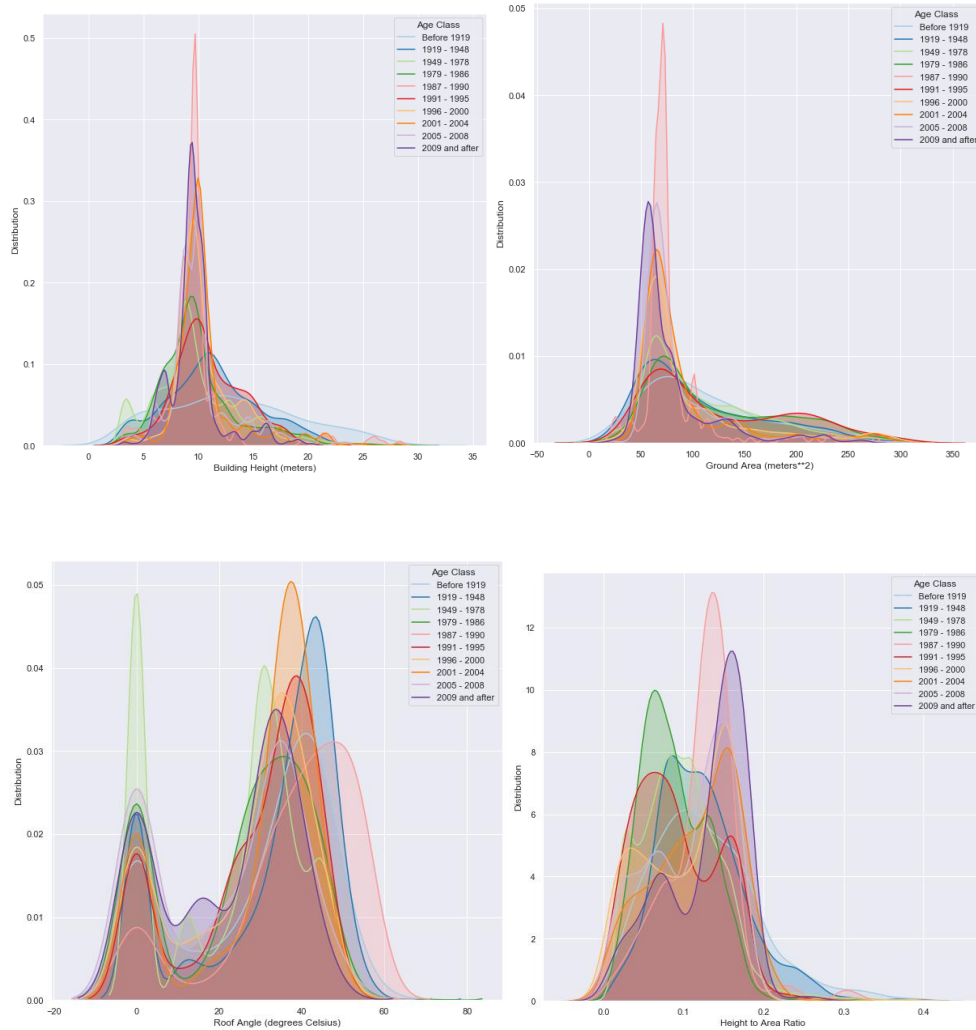 Age Class
Before 1919
1919 - 1948
1949 - 1978
1979 - 1986
1987 - 1990
1991 - 1995
1996 - 2000
2001 - 2004
2005 - 2008
2009 and after
Distribution
0.5
0.4
0.3
0.2
0.1
0.0
0 5 10 15 20 25 30 35
Building Height (meters)
Age Class
Before 1919
1919 - 1948
1949 - 1978
1979 - 1986
1987 - 1990
1991 - 1995
1996 - 2000
2001 - 2004
2005 - 2008
2009 and after
Distribution
0.05
0.04
0.03
0.02
0.01
0.00
−50 0 50 100 150 200 250 300 350
Ground Area (meters**2)
Age Class
Before 1919
1919 - 1948
1949 - 1978
1979 - 1986
1987 - 1990
1991 - 1995
1996 - 2000
2001 - 2004
2005 - 2008
2009 and after
Distribution
0.05
0.04
0.03
0.02
0.01
0.00
−20 0 20 40 60 80
Roof Angle (degrees Celsius)
Age Class
Before 1919
1919 - 1948
1949 - 1978
1979 - 1986
1987 - 1990
1991 - 1995
1996 - 2000
2001 - 2004
2005 - 2008
2009 and after
Distribution
12
10
8
6
4
2
0
0.0 0.1 0.2 0.3 0.4
Height to Area Ratio